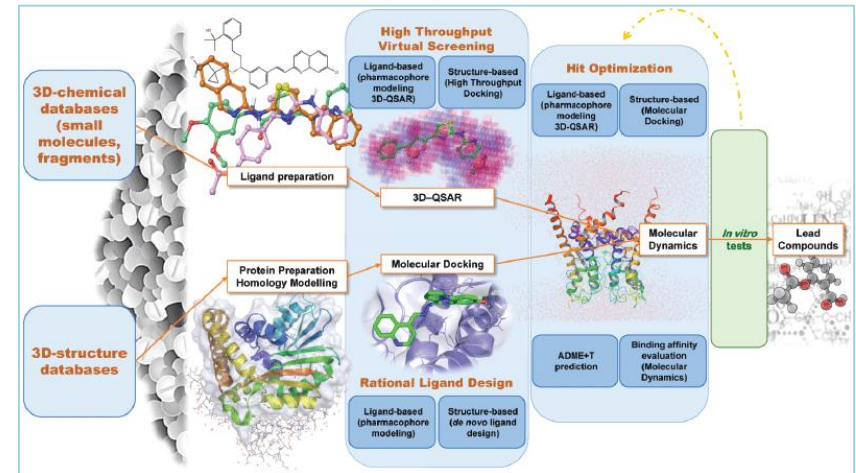 3D-chemical
databases
(small
molecules,
fragments)
Ligand preparation
High Throughput
Virtual Screening
Ligand-based
(pharmacophore
modeling
3D-QSAR)
Structure-based
(High Throughput
Docking)
3D–QSAR
Hit Optimization
Ligand-based
(pharmacophore
modeling
3D-QSAR)
Structure-based
(Molecular
Docking)
Molecular
Dynamics
In vitro
tests
Lead
Compounds
3D-structure
databases
Protein Preparation
Homology Modelling
Molecular Docking
Rational Ligand Design
Ligand-based
(pharmacophore
modeling)
Structure-based
(de novo ligand
design)
ADME+T
prediction
Binding affinity
evaluation
(Molecular
Dynamics)